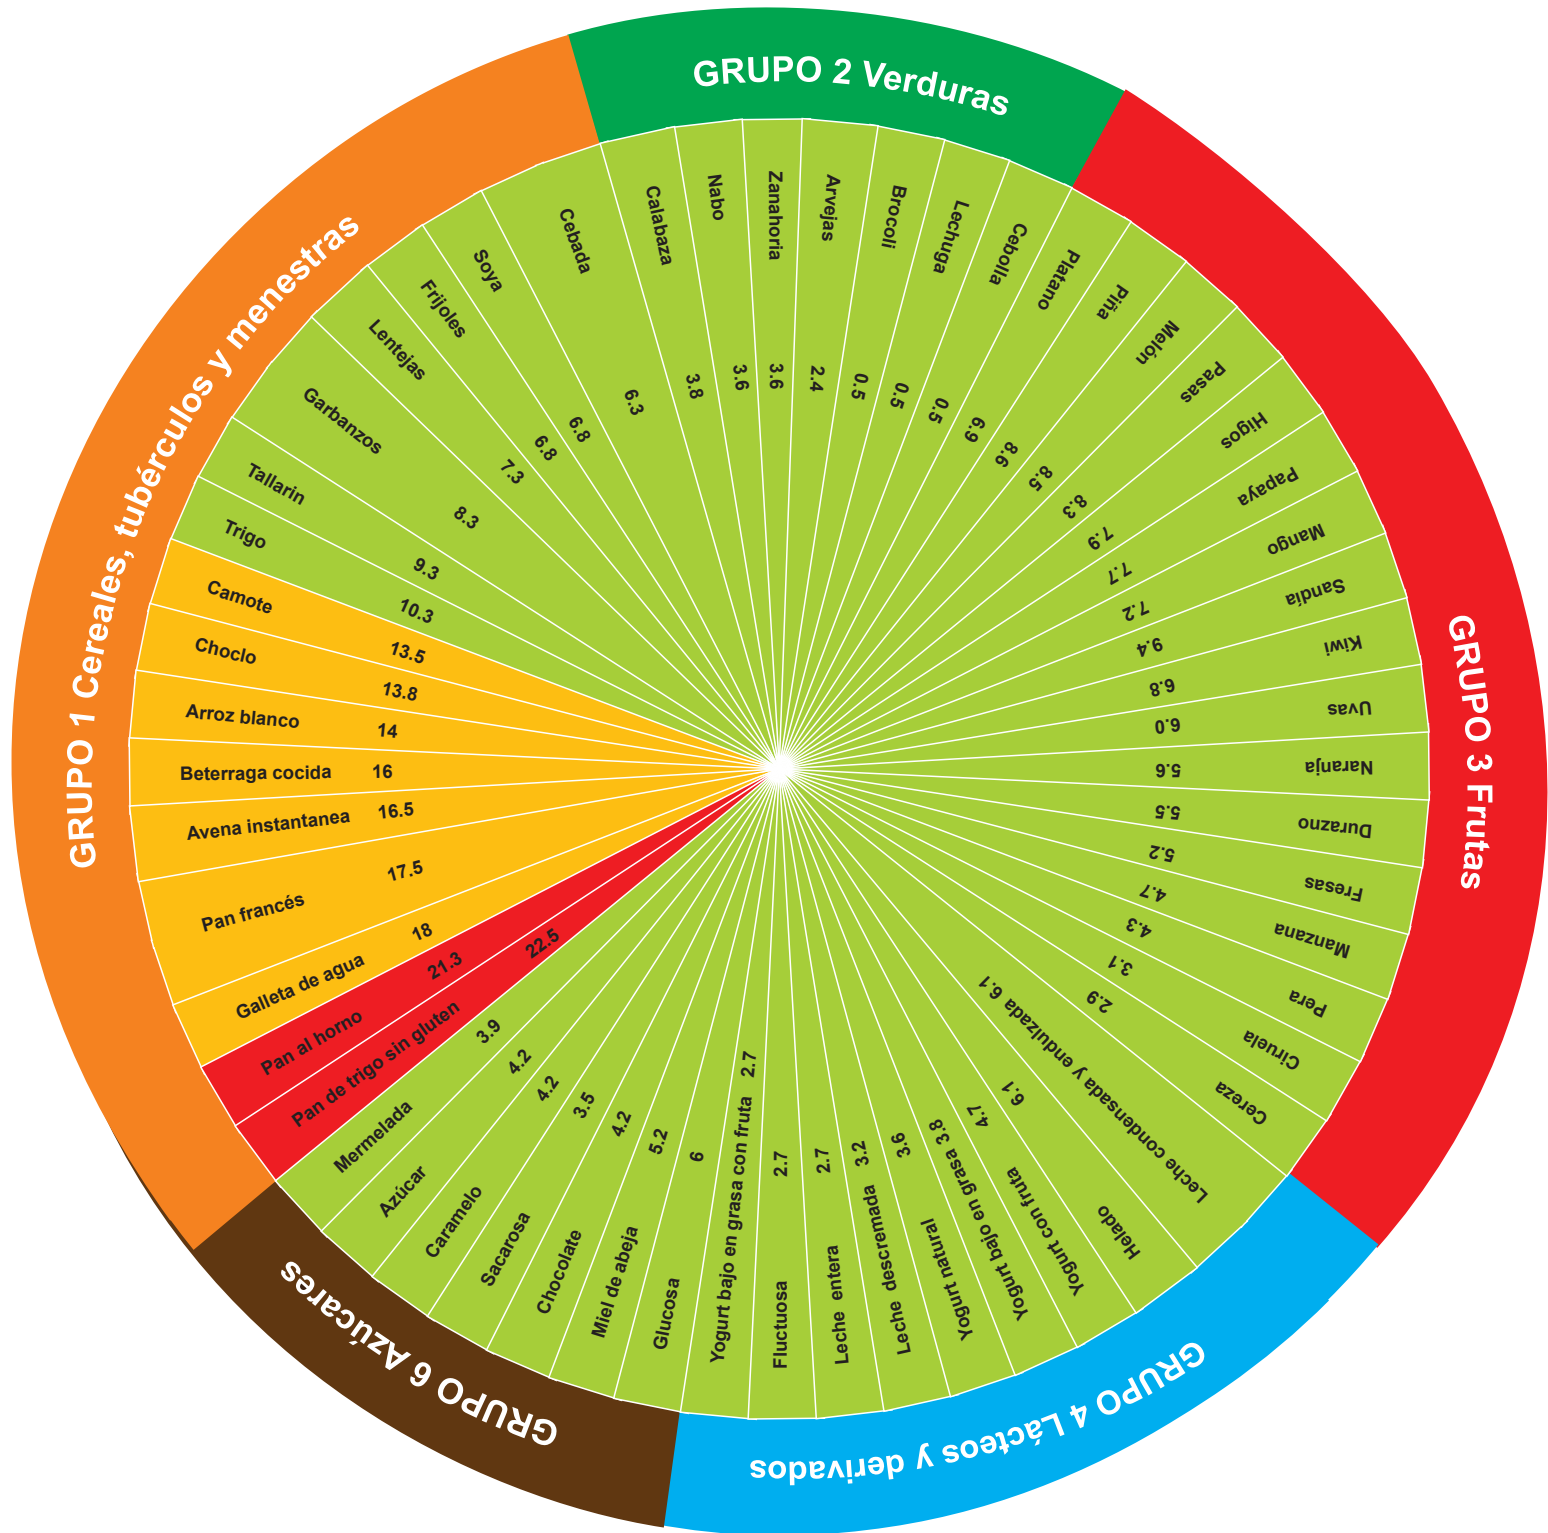 GRUPO 1 Cereales, tubérculos y menestras
Pan de trigo sin gluten 22.5
Pan al horno 21.3
Galleta de agua 18
Pan francés 17.5
Avena instantanea 16.5
Beterraga cocida 16
Arroz blanco 14
Choclo 13.8
Camote 13.5
Trigo 10.3
Tallarin 9.3
Garbanzos 8.3
Lentejas 7.3
Frijoles 6.8
Soya 6.8
Cebada 6.3
GRUPO 2 Verduras
Calabaza 3.8
Nabo 3.6
Zanahoria 3.6
Arvejas 2.4
Brocoli 0.5
Lechuga 0.5
Cebolla 0.5
GRUPO 3 Frutas
Platano 6.9
Piña 8.6
Melón 8.5
Pasas 8.3
Higos 7.9
Papaya 7.7
Mango 7.2
Sandía 9.4
Kiwi 6.8
Uvas 6.0
Naranja 5.6
Durazno 5.5
Fresas 5.2
Manzana 4.7
Pera 4.3
Ciruela 3.1
Cereza 2.9
GRUPO 4 Lácteos y derivados
Leche condensada y endulzada 6.1
Helado 6.1
Yogurt con fruta 4.7
Yogurt bajo en grasa 3.8
Yogurt natural 3.6
Leche descremada 3.2
Leche entera 2.7
Fluctuosa 2.7
Yogurt bajo en grasa con fruta 2.7
GRUPO 6 Azúcares
Glucosa 6
Miel de abeja 5.2
Chocolate 4.2
Sacarosa 3.5
Caramelo 4.2
Azúcar 4.2
Mermelada 3.9